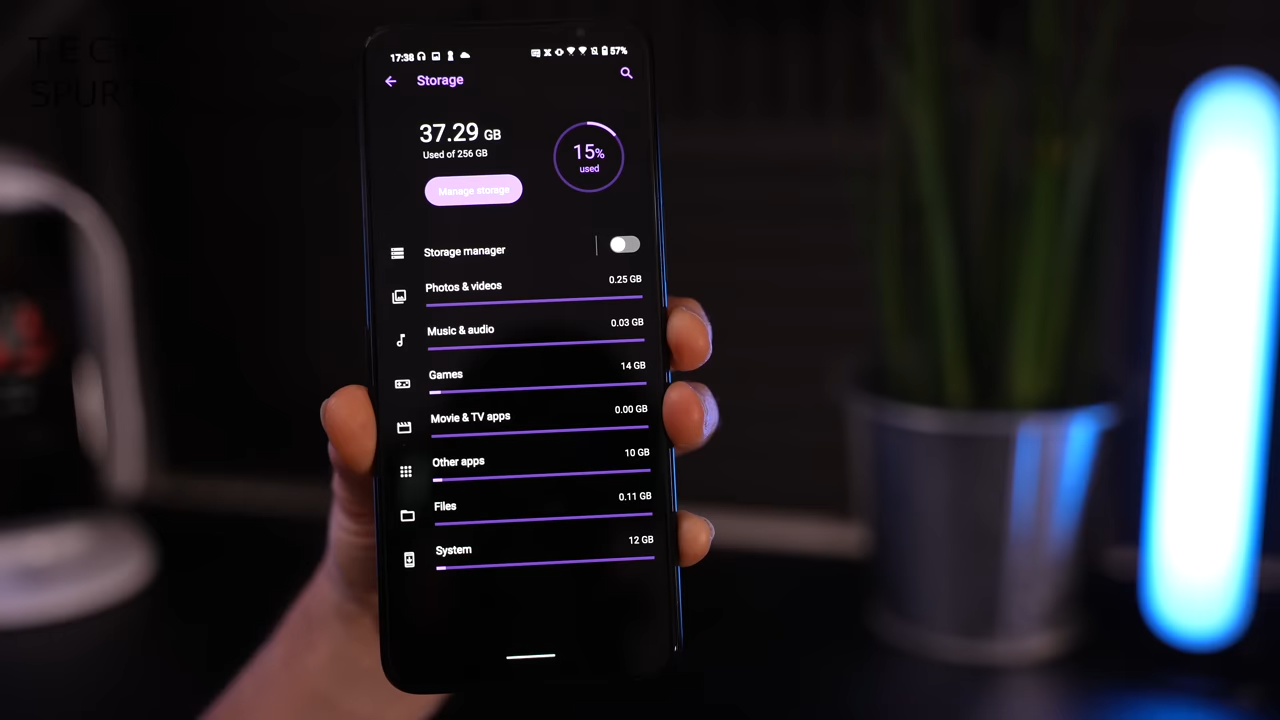 TECH
SPURT
17:38
57%
Storage
37.29 GB
Used of 256 GB
15%
used
Manage storage
Storage manager
Photos & videos 0.25 GB
Music & audio 0.03 GB
Games 14 GB
Movie & TV apps 0.00 GB
Other apps 10 GB
Files 0.11 GB
System 12 GB